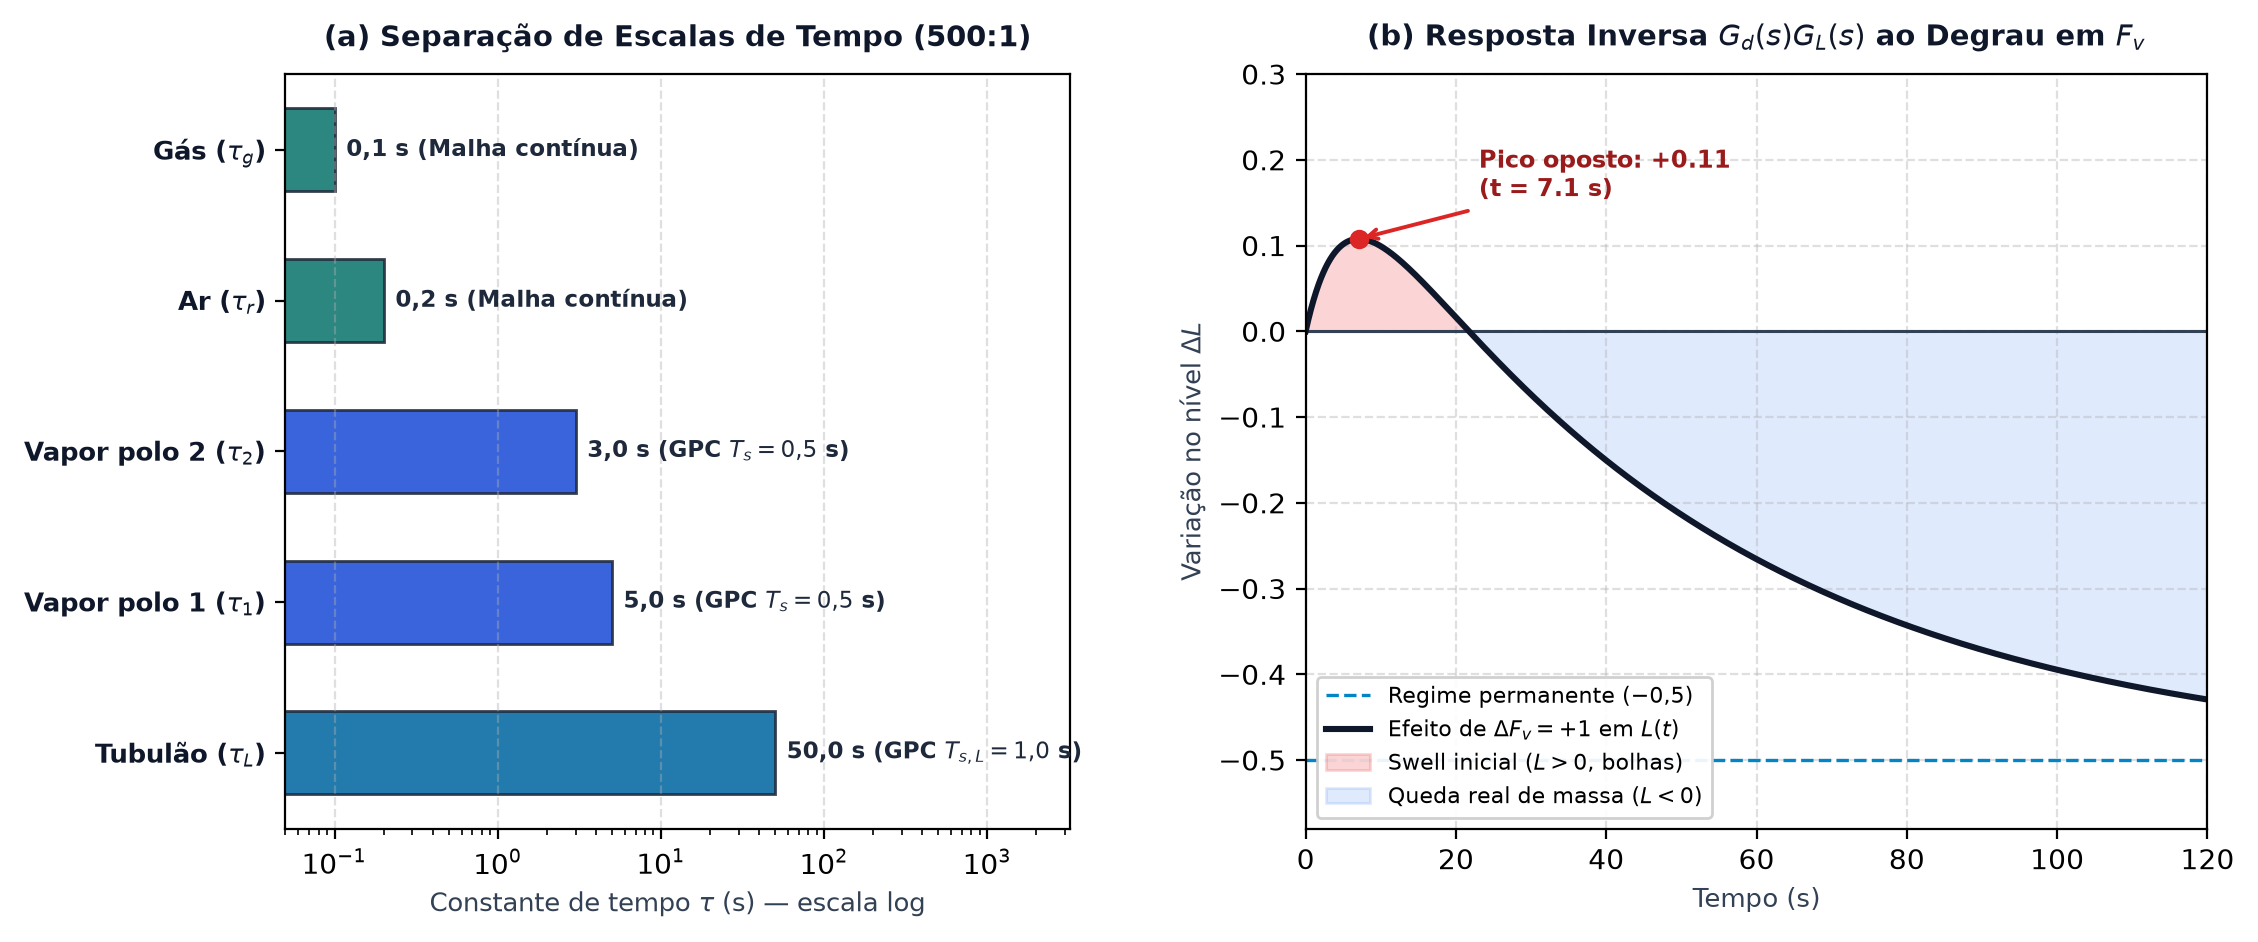 (a) Separação de Escalas de Tempo (500:1)
Gás (τg)
0,1 s (Malha contínua)
Ar (τr)
0,2 s (Malha contínua)
Vapor polo 2 (τ2)
3,0 s (GPC Ts = 0,5 s)
Vapor polo 1 (τ1)
5,0 s (GPC Ts = 0,5 s)
Tubulão (τL)
50,0 s (GPC Ts,L = 1,0 s)
10−1 100 101 102 103
Constante de tempo τ (s) — escala log
(b) Resposta Inversa Gd(s)GL(s) ao Degrau em Fv
Variação no nível ΔL
0.3
0.2
0.1
0.0
−0.1
−0.2
−0.3
−0.4
−0.5
Pico oposto: +0.11
(t = 7.1 s)
Regime permanente (−0,5)
Efeito de ΔFv = +1 em L(t)
Swell inicial (L > 0, bolhas)
Queda real de massa (L < 0)
0 20 40 60 80 100 120
Tempo (s)